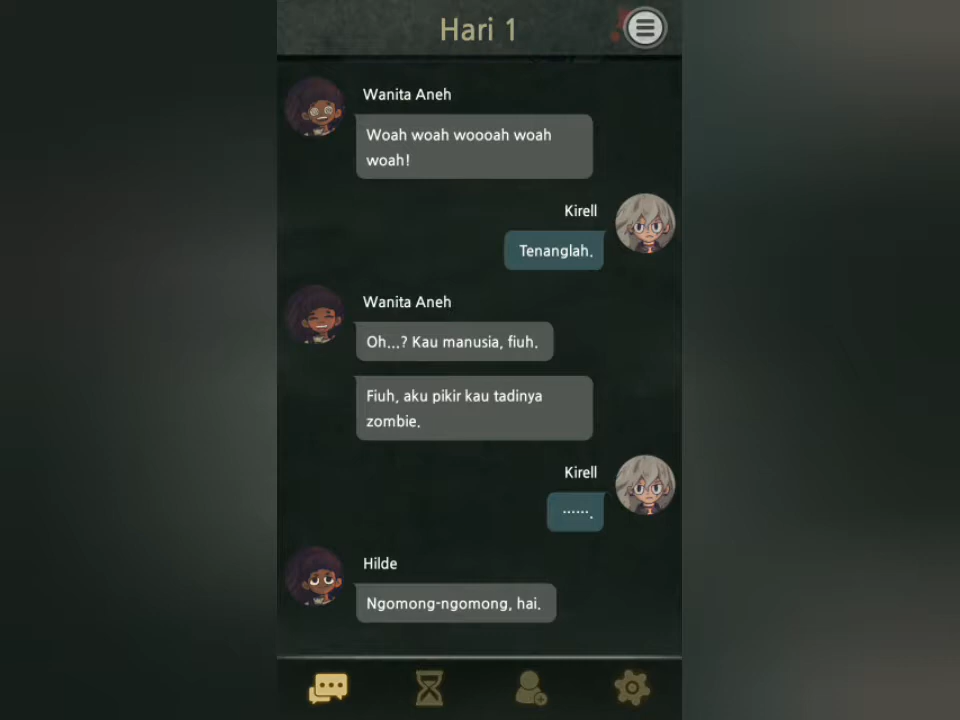 Hari 1
Wanita Aneh
Woah woah woooah woah
woah!
Kirell
Tenanglah.
Wanita Aneh
Oh...? Kau manusia, fiuh.
Fiuh, aku pikir kau tadinya
zombie.
Kirell
.......
Hilde
Ngomong-ngomong, hai.